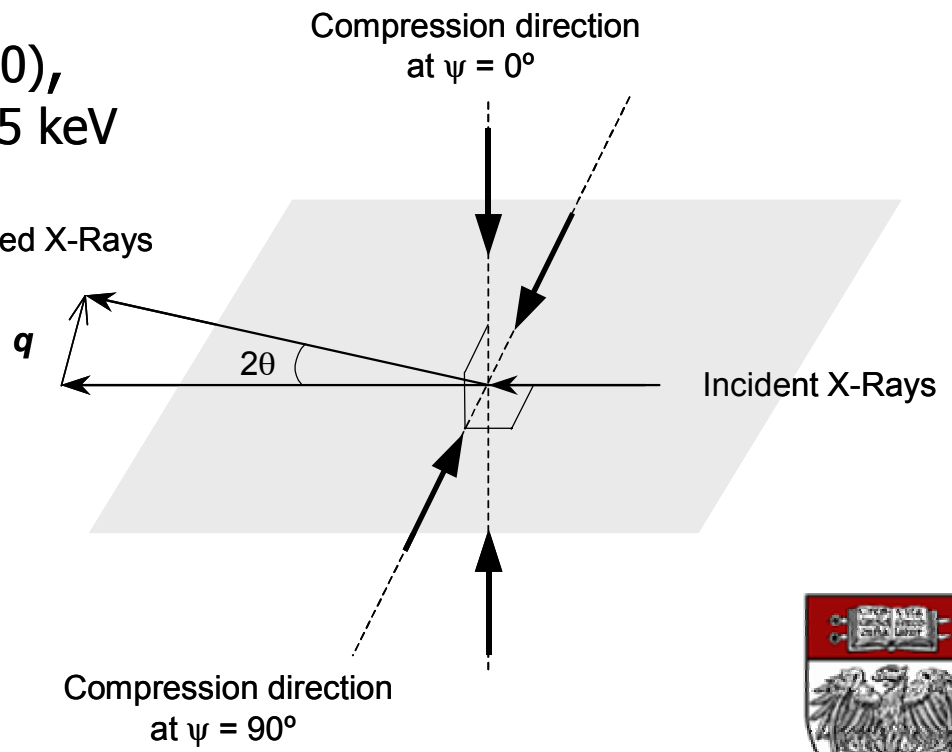 Compression direction
at ψ = 0º
0),
5 keV
ed X-Rays
q
2θ
Incident X-Rays
Compression direction
at ψ = 90º